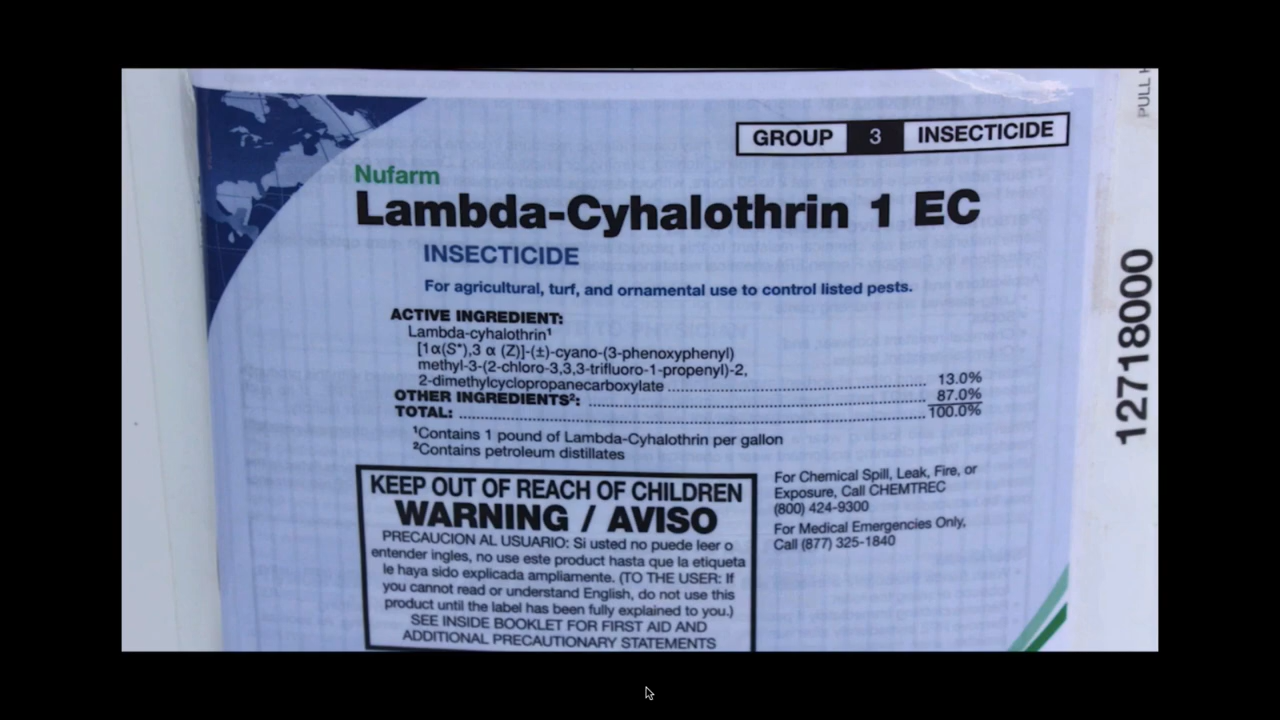 PULL
GROUP 3 INSECTICIDE
Nufarm
Lambda-Cyhalothrin 1 EC
INSECTICIDE
For agricultural, turf, and ornamental use to control listed pests.
ACTIVE INGREDIENT:
Lambda-cyhalothrin¹
[1α(S*),3 α (Z)]-(±)-cyano-(3-phenoxyphenyl)
methyl-3-(2-chloro-3,3,3-trifluoro-1-propenyl)-2,
2-dimethylcyclopropanecarboxylate ........ 13.0%
OTHER INGREDIENTS²: ........ 87.0%
TOTAL: ........ 100.0%
¹Contains 1 pound of Lambda-Cyhalothrin per gallon
²Contains petroleum distillates
KEEP OUT OF REACH OF CHILDREN
WARNING / AVISO
PRECAUCION AL USUARIO: Si usted no puede leer o
entender ingles, no use este product hasta que la etiqueta
le haya sido explicada ampliamente. (TO THE USER: If
you cannot read or understand English, do not use this
product until the label has been fully explained to you.)
SEE INSIDE BOOKLET FOR FIRST AID AND
ADDITIONAL PRECAUTIONARY STATEMENTS
For Chemical Spill, Leak, Fire, or
Exposure, Call CHEMTREC
(800) 424-9300
For Medical Emergencies Only,
Call (877) 325-1840
12718000